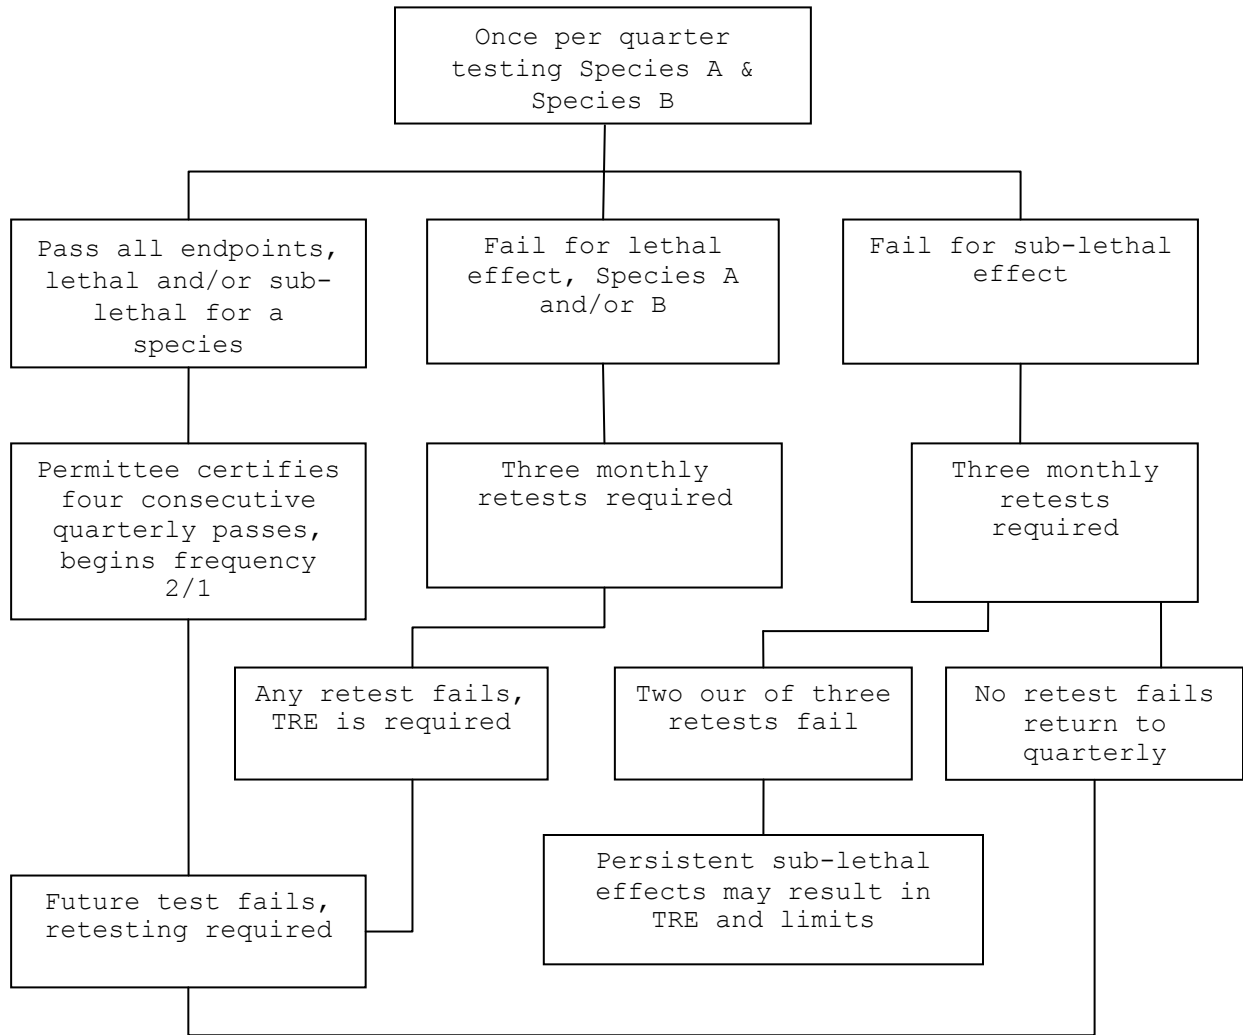 Once per quarter
testing Species A &
Species B
Pass all endpoints,
lethal and/or sub-
lethal for a
species
Fail for lethal
effect, Species A
and/or B
Fail for sub-lethal
effect
Permittee certifies
four consecutive
quarterly passes,
begins frequency
2/1
Three monthly
retests required
Three monthly
retests
required
Any retest fails,
TRE is required
Two our of three
retests fail
No retest fails
return to
quarterly
Persistent sub-lethal
effects may result in
TRE and limits
Future test fails,
retesting required